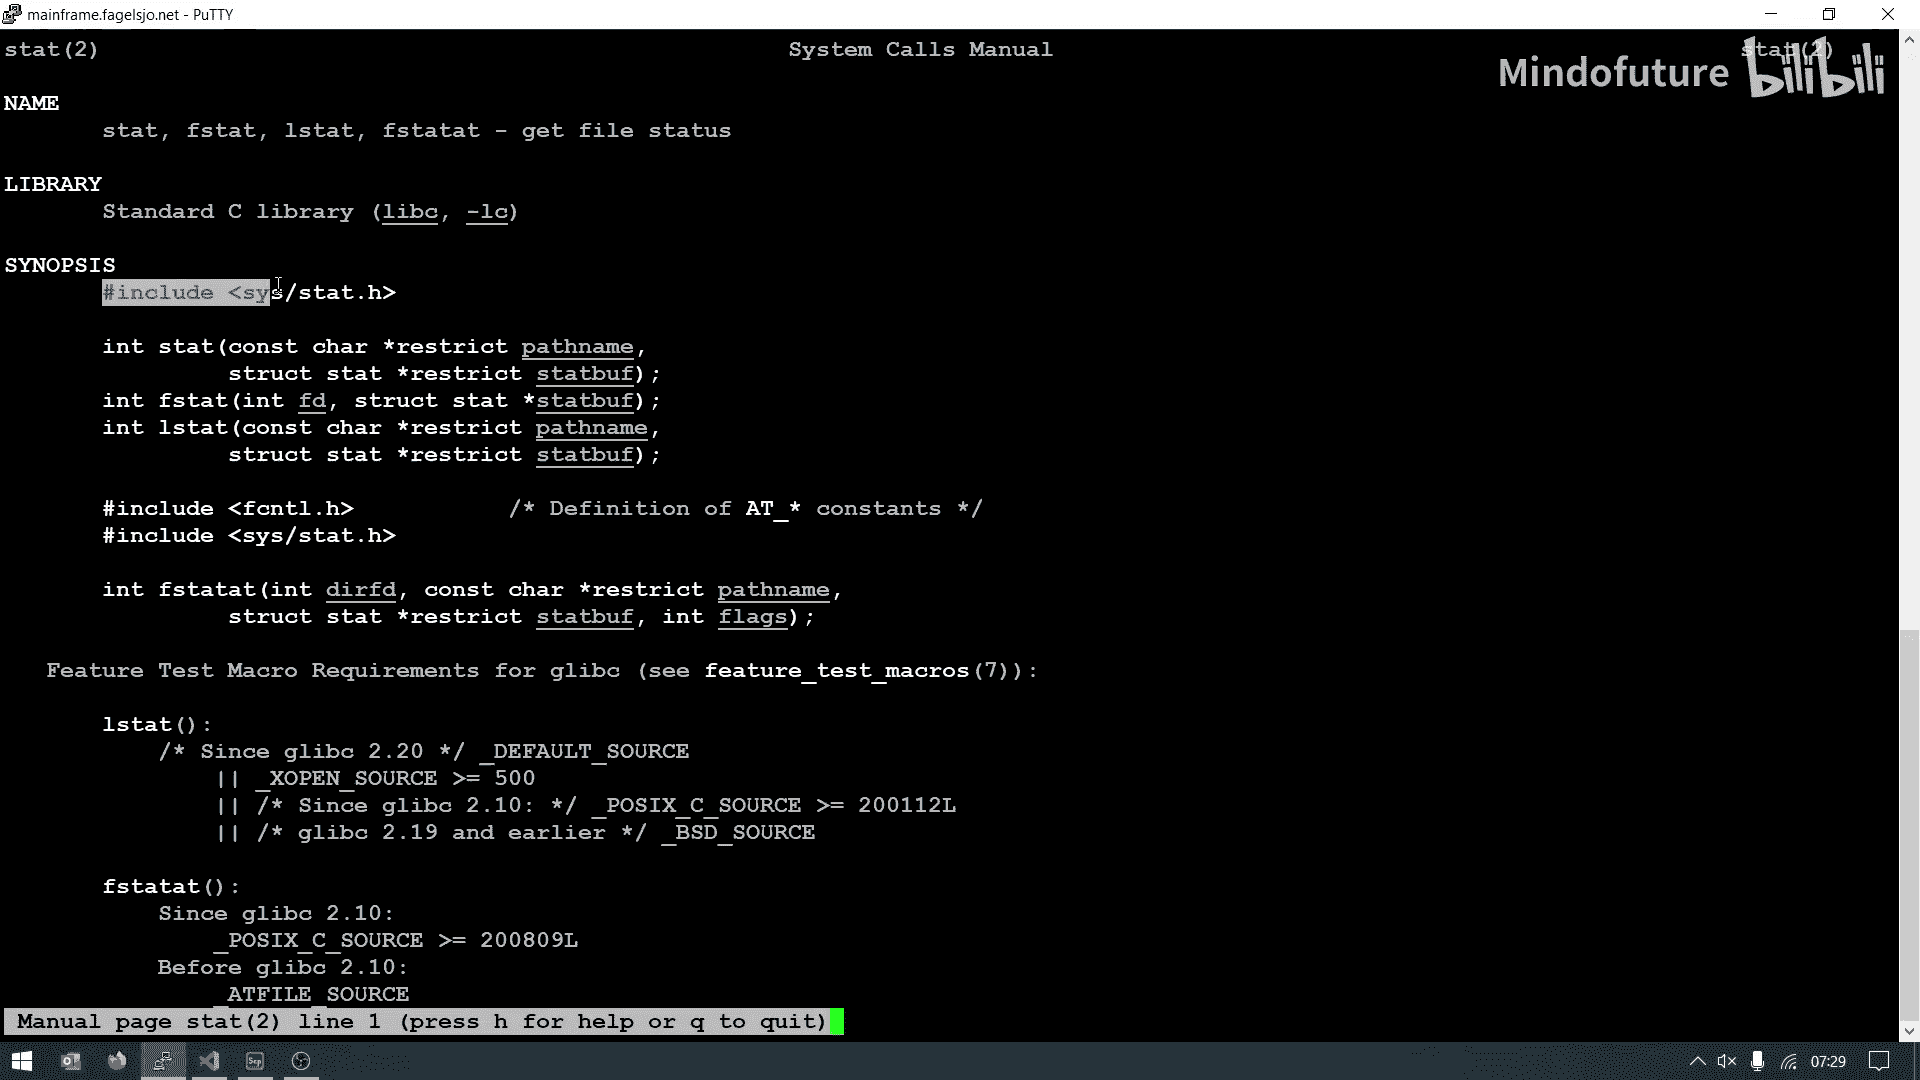 mainframe.fagelsjo.net - PuTTY
stat(2) System Calls Manual stat(2)
Mindofuture bilibili
NAME
stat, fstat, lstat, fstatat - get file status
LIBRARY
Standard C library (libc, -lc)
SYNOPSIS
#include <sys/stat.h>
int stat(const char *restrict pathname,
struct stat *restrict statbuf);
int fstat(int fd, struct stat *statbuf);
int lstat(const char *restrict pathname,
struct stat *restrict statbuf);
#include <fcntl.h> /* Definition of AT_* constants */
#include <sys/stat.h>
int fstatat(int dirfd, const char *restrict pathname,
struct stat *restrict statbuf, int flags);
Feature Test Macro Requirements for glibc (see feature_test_macros(7)):
lstat():
/* Since glibc 2.20 */ _DEFAULT_SOURCE
|| _XOPEN_SOURCE >= 500
|| /* Since glibc 2.10: */ _POSIX_C_SOURCE >= 200112L
|| /* glibc 2.19 and earlier */ _BSD_SOURCE
fstatat():
Since glibc 2.10:
_POSIX_C_SOURCE >= 200809L
Before glibc 2.10:
_ATFILE_SOURCE
Manual page stat(2) line 1 (press h for help or q to quit)
07:29